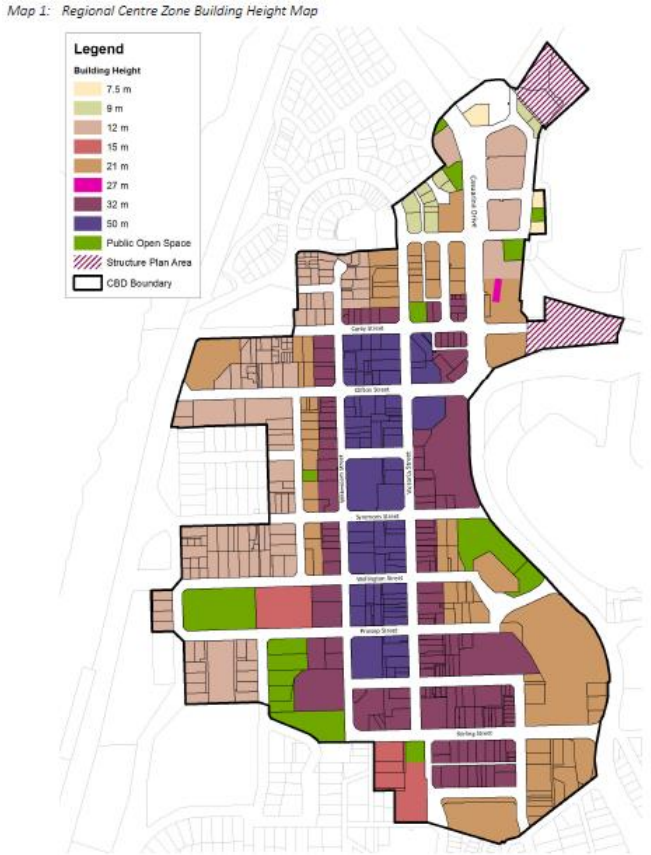 Map 1: Regional Centre Zone Building Height Map
Legend
Building Height
7.5 m
9 m
12 m
15 m
21 m
27 m
32 m
50 m
Public Open Space
Structure Plan Area
CBD Boundary
Casuarina Drive
Carey Street
Clifton Street
Victoria Street
Symmons Street
Wellington Street
Prinsep Street
Stirling Street